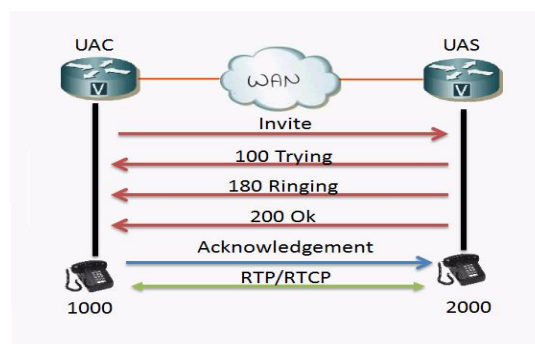 UAC
UAS
WAN
V
V
Invite
100 Trying
180 Ringing
200 Ok
Acknowledgement
RTP/RTCP
1000
2000